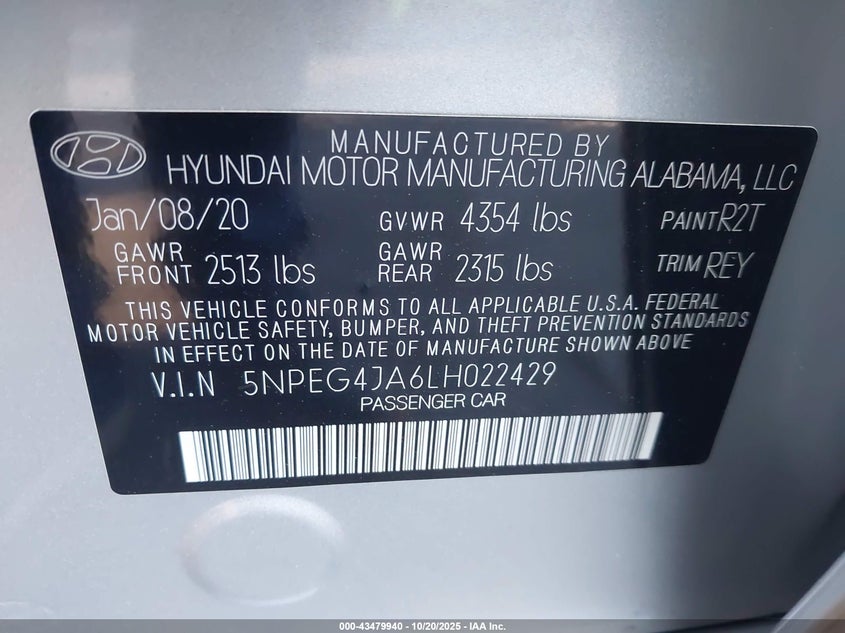 MANUFACTURED BY
HYUNDAI MOTOR MANUFACTURING ALABAMA, LLC
Jan/08/20 GVWR 4354 lbs PAINT R2T
GAWR FRONT 2513 lbs GAWR REAR 2315 lbs TRIM REY
THIS VEHICLE CONFORMS TO ALL APPLICABLE U.S.A. FEDERAL
MOTOR VEHICLE SAFETY, BUMPER, AND THEFT PREVENTION STANDARDS
IN EFFECT ON THE DATE OF MANUFACTURE SHOWN ABOVE
V.I.N 5NPEG4JA6LH022429
PASSENGER CAR
000-43479940 - 10/20/2025 - IAA Inc.